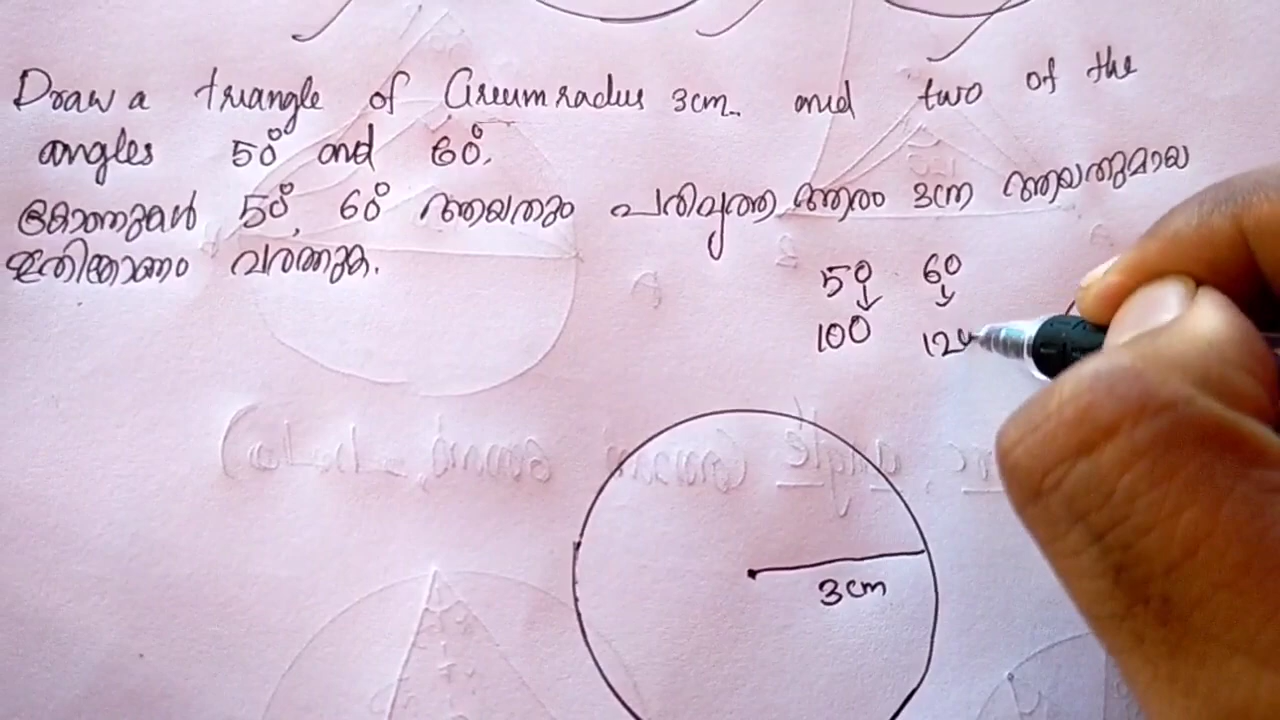 Draw a triangle of Circumradius 3cm. and two of the
angles 50° and 60°.
കോണുകൾ 50°, 60° ആയതും പരിവൃത്ത ആരം 3cm ആയതുമായ
ത്രികോണം വരയ്ക്കുക.
50 60
100 120
3cm